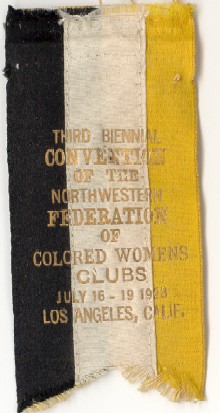 THIRD BIENNIAL
CONVENTION
OF THE
NORTHWESTERN
FEDERATION
OF
COLORED WOMENS
CLUBS
JULY 16 - 19
LOS ANGELES, CALIF.